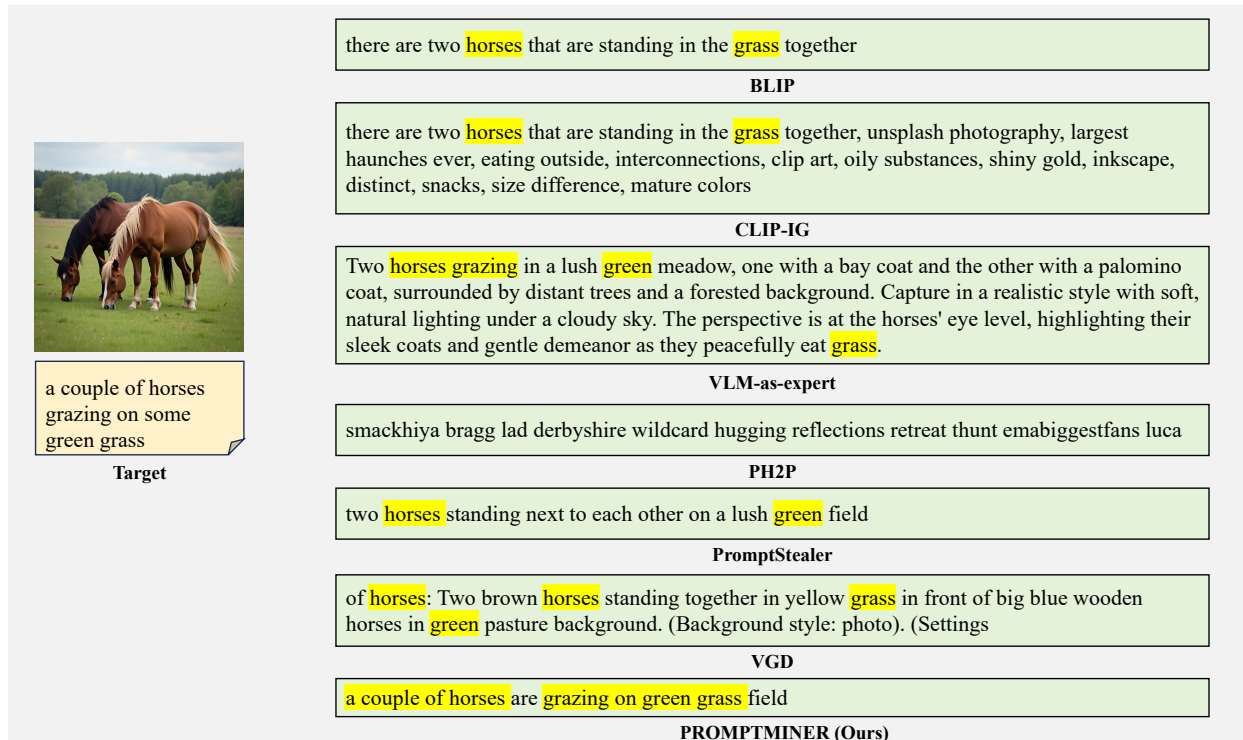 a couple of horses
grazing on some
green grass
Target
there are two horses that are standing in the grass together
BLIP
there are two horses that are standing in the grass together, unsplash photography, largest
haunches ever, eating outside, interconnections, clip art, oily substances, shiny gold, inkscape,
distinct, snacks, size difference, mature colors
CLIP-IG
Two horses grazing in a lush green meadow, one with a bay coat and the other with a palomino
coat, surrounded by distant trees and a forested background. Capture in a realistic style with soft,
natural lighting under a cloudy sky. The perspective is at the horses' eye level, highlighting their
sleek coats and gentle demeanor as they peacefully eat grass.
VLM-as-expert
smackhiya bragg lad derbyshire wildcard hugging reflections retreat thunt emabiggestfans luca
PH2P
two horses standing next to each other on a lush green field
PromptStealer
of horses: Two brown horses standing together in yellow grass in front of big blue wooden
horses in green pasture background. (Background style: photo). (Settings
VGD
a couple of horses are grazing on green grass field
PROMPTMINER (Ours)